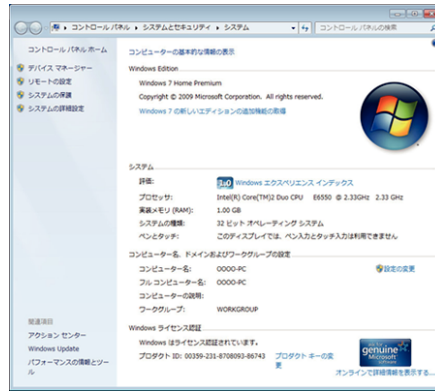 コントロール パネル ▸ システムとセキュリティ ▸ システム
コントロール パネルの検索
コントロール パネル ホーム
デバイス マネージャー
リモートの設定
システムの保護
システムの詳細設定
コンピューターの基本的な情報の表示
Windows Edition
Windows 7 Home Premium
Copyright © 2009 Microsoft Corporation. All rights reserved.
Windows 7 の新しいエディションの追加機能の取得
システム
評価: Windows エクスペリエンス インデックス
プロセッサ: Intel(R) Core(TM)2 Duo CPU E6550 @ 2.33GHz 2.33 GHz
実装メモリ (RAM): 1.00 GB
システムの種類: 32 ビット オペレーティング システム
ペンとタッチ: このディスプレイでは、ペン入力とタッチ入力は利用できません
コンピューター名、ドメインおよびワークグループの設定
コンピューター名: OOOO-PC
設定の変更
フル コンピューター名: OOOO-PC
コンピューターの説明:
ワークグループ: WORKGROUP
Windows ライセンス認証
Windows はライセンス認証されています。
プロダクト ID: 00359-231-8708093-86743
プロダクト キーの変更
genuine
Microsoft
オンラインで詳細情報を表示する...
関連項目
アクション センター
Windows Update
パフォーマンスの情報とツール